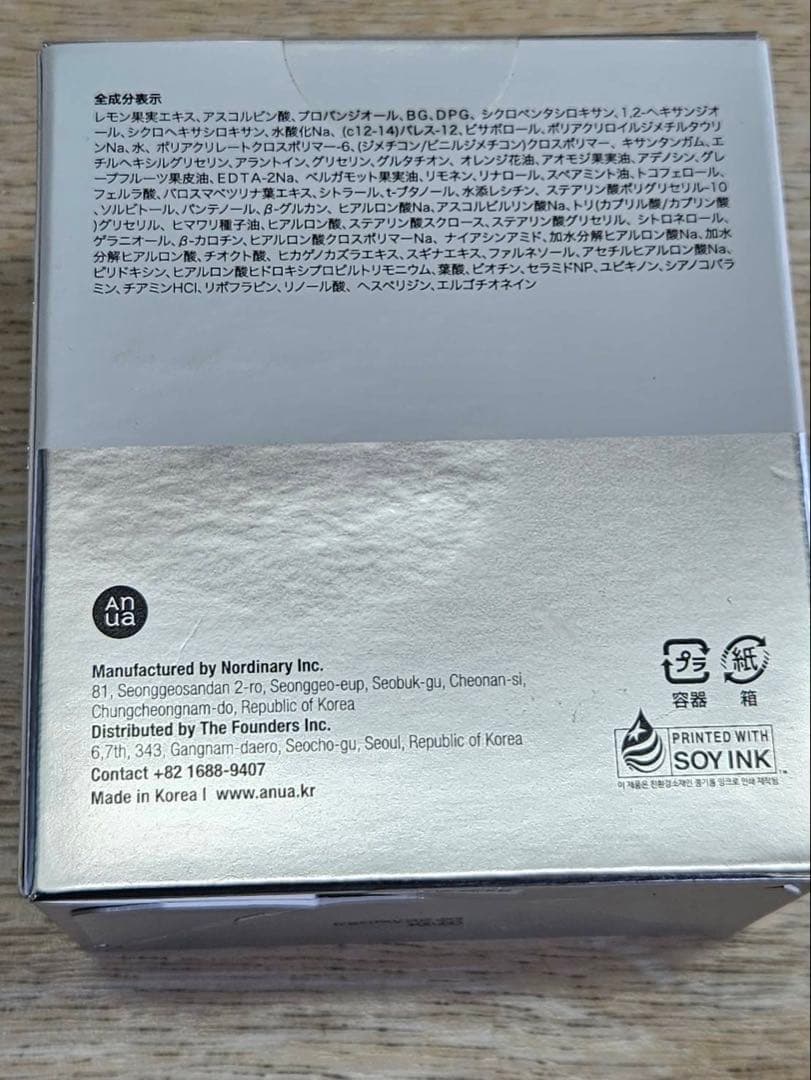 全成分表示
レモン果実エキス、アスコルビン酸、プロパンジオール、BG、DPG、シクロペンタシロキサン、1,2-ヘキサンジオ
ール、シクロヘキサシロキサン、水酸化Na、(c12-14)パレス-12、ビサボロール、ポリアクリロイルジメチルタウリ
ンNa、水、ポリアクリレートクロスポリマー-6、(ジメチコン/ビニルジメチコン)クロスポリマー、キサンタンガム、エ
チルヘキシルグリセリン、アラントイン、グリセリン、グルタチオン、オレンジ花油、アオモジ果実油、アデノシン、グレ
ープフルーツ果皮油、EDTA-2Na、ベルガモット果実油、リモネン、リナロール、スペアミント油、トコフェロール、
フェルラ酸、バロスマベツリナ葉エキス、シトラール、t-ブタノール、水添レシチン、ステアリン酸ポリグリセリル-10
、ソルビトール、パンテノール、β-グルカン、ヒアルロン酸Na、アスコルビルリン酸Na、トリ(カプリル酸/カプリン酸
)グリセリル、ヒマワリ種子油、ヒアルロン酸、ステアリン酸スクロース、ステアリン酸グリセリル、シトロネロール、
ゲラニオール、β-カロチン、ヒアルロン酸クロスポリマーNa、ナイアシンアミド、加水分解ヒアルロン酸Na、加水
分解ヒアルロン酸、チオクト酸、ヒカゲノカズラエキス、スギナエキス、ファルネソール、アセチルヒアルロン酸Na、
ピリドキシン、ヒアルロン酸ヒドロキシプロピルトリモニウム、葉酸、ビオチン、セラミドNP、ユビキノン、シアノコバラ
ミン、チアミンHCl、リボフラビン、リノール酸、ヘスペリジン、エルゴチオネイン
An
ua
Manufactured by Nordinary Inc.
81, Seonggeosandan 2-ro, Seonggeo-eup, Seobuk-gu, Cheonan-si,
Chungcheongnam-do, Republic of Korea
Distributed by The Founders Inc.
6,7th, 343, Gangnam-daero, Seocho-gu, Seoul, Republic of Korea
Contact +82 1688-9407
Made in Korea l www.anua.kr
プラ 紙
容器 箱
PRINTED WITH
SOY INK™
이 제품은 친환경소재인 콩기름 잉크로 인쇄 제작됨